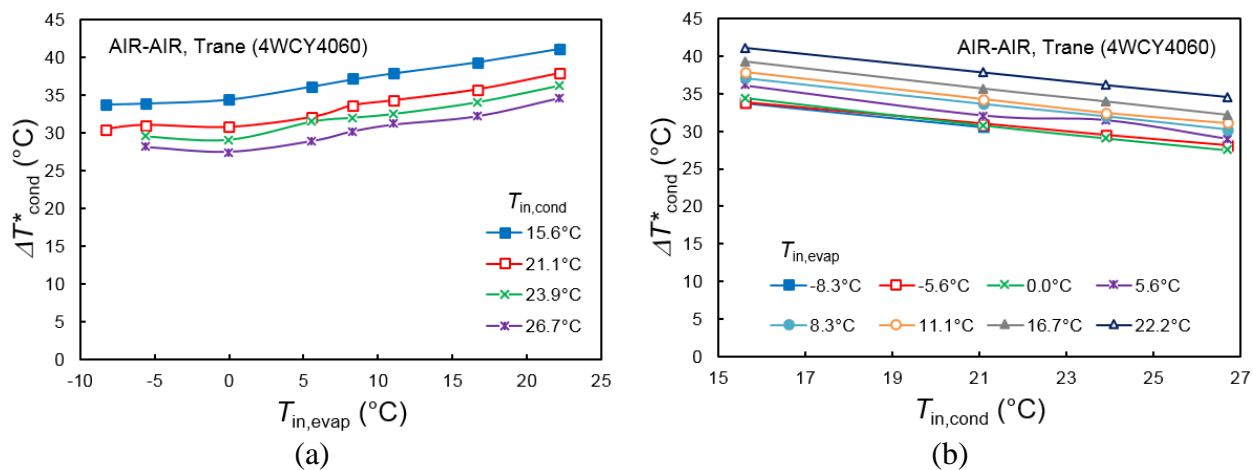 AIR-AIR, Trane (4WCY4060)
ΔT*cond (°C)
45
40
35
30
25
20
15
10
5
0
-10
-5
0
5
10
15
20
25
Tin,evap (°C)
Tin,cond
15.6°C
21.1°C
23.9°C
26.7°C
(a)
AIR-AIR, Trane (4WCY4060)
ΔT*cond (°C)
45
40
35
30
25
20
15
10
5
0
15
17
19
21
23
25
27
Tin,cond (°C)
Tin,evap
-8.3°C -5.6°C 0.0°C 5.6°C
8.3°C 11.1°C 16.7°C 22.2°C
(b)